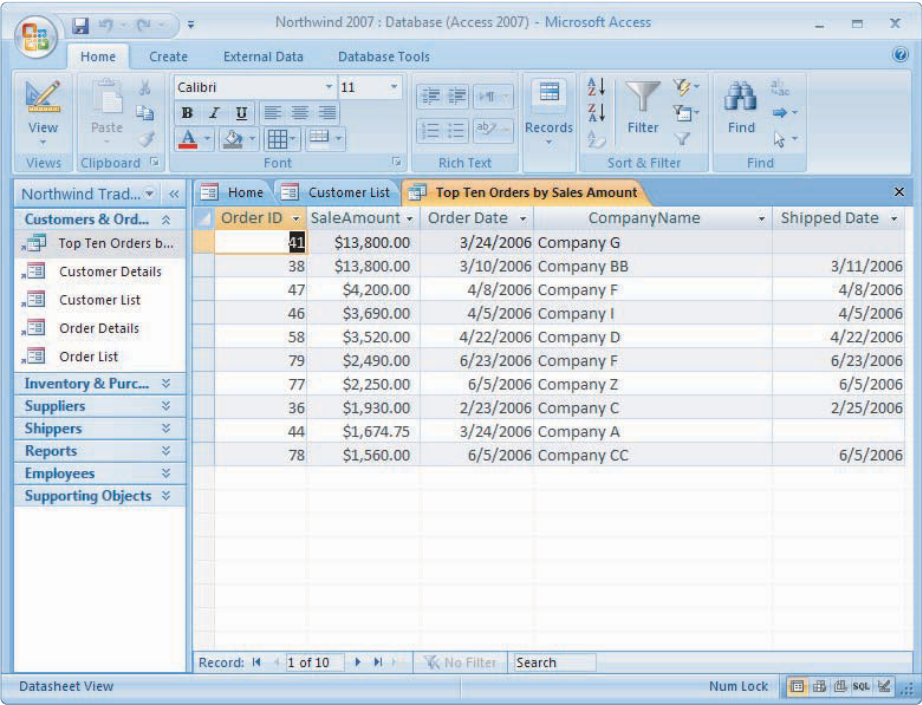 Northwind 2007 : Database (Access 2007) - Microsoft Access
Home Create External Data Database Tools
Calibri 11
B I U
A
View Paste Records Filter Find
Views Clipboard Font Rich Text Sort & Filter Find
Northwind Trad... «
Home Customer List Top Ten Orders by Sales Amount
Customers & Ord...
Top Ten Orders b...
Customer Details
Customer List
Order Details
Order List
Inventory & Purc...
Suppliers
Shippers
Reports
Employees
Supporting Objects
Order ID SaleAmount Order Date CompanyName Shipped Date
41 $13,800.00 3/24/2006 Company G
38 $13,800.00 3/10/2006 Company BB 3/11/2006
47 $4,200.00 4/8/2006 Company F 4/8/2006
46 $3,690.00 4/5/2006 Company I 4/5/2006
58 $3,520.00 4/22/2006 Company D 4/22/2006
79 $2,490.00 6/23/2006 Company F 6/23/2006
77 $2,250.00 6/5/2006 Company Z 6/5/2006
36 $1,930.00 2/23/2006 Company C 2/25/2006
44 $1,674.75 3/24/2006 Company A
78 $1,560.00 6/5/2006 Company CC 6/5/2006
Record: 1 of 10 No Filter Search
Datasheet View Num Lock SQL